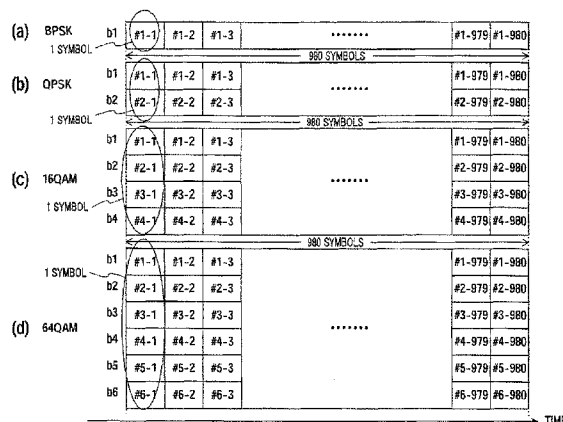 (a) BPSK b1 #1-1 #1-2 #1-3 ....... #1-979 #1-980
1 SYMBOL
980 SYMBOLS
(b) QPSK b1 #1-1 #1-2 #1-3 ....... #1-979 #1-980
b2 #2-1 #2-2 #2-3 #2-979 #2-980
1 SYMBOL
980 SYMBOLS
(c) 16QAM b1 #1-1 #1-2 #1-3 ....... #1-979 #1-980
b2 #2-1 #2-2 #2-3 #2-979 #2-980
b3 #3-1 #3-2 #3-3 #3-979 #3-980
1 SYMBOL
b4 #4-1 #4-2 #4-3 #4-979 #4-980
980 SYMBOLS
(d) 64QAM b1 #1-1 #1-2 #1-3 ....... #1-979 #1-980
1 SYMBOL
b2 #2-1 #2-2 #2-3 #2-979 #2-980
b3 #3-1 #3-2 #3-3 #3-979 #3-980
b4 #4-1 #4-2 #4-3 #4-979 #4-980
b5 #5-1 #5-2 #5-3 #5-979 #5-980
b6 #6-1 #6-2 #6-3 #6-979 #6-980
TIME